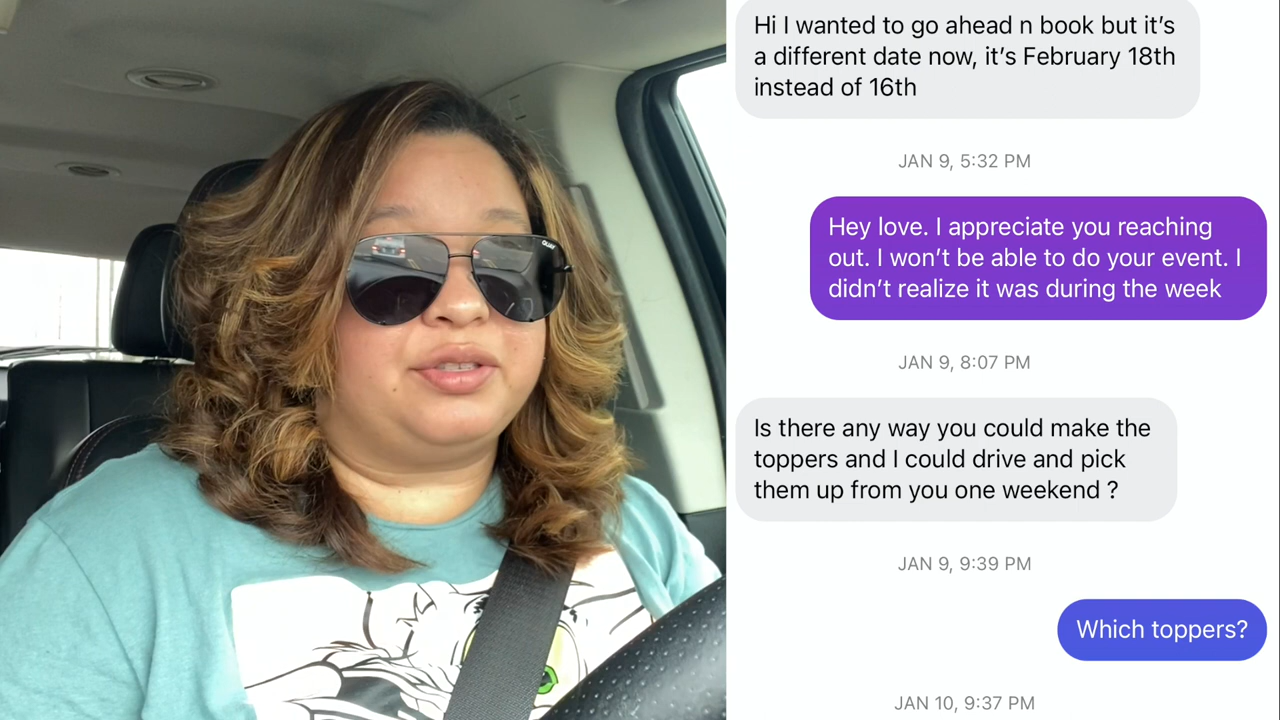 Hi I wanted to go ahead n book but it's
a different date now, it's February 18th
instead of 16th
JAN 9, 5:32 PM
Hey love. I appreciate you reaching
out. I won't be able to do your event. I
didn't realize it was during the week
JAN 9, 8:07 PM
Is there any way you could make the
toppers and I could drive and pick
them up from you one weekend ?
JAN 9, 9:39 PM
Which toppers?
JAN 10, 9:37 PM
QUAY